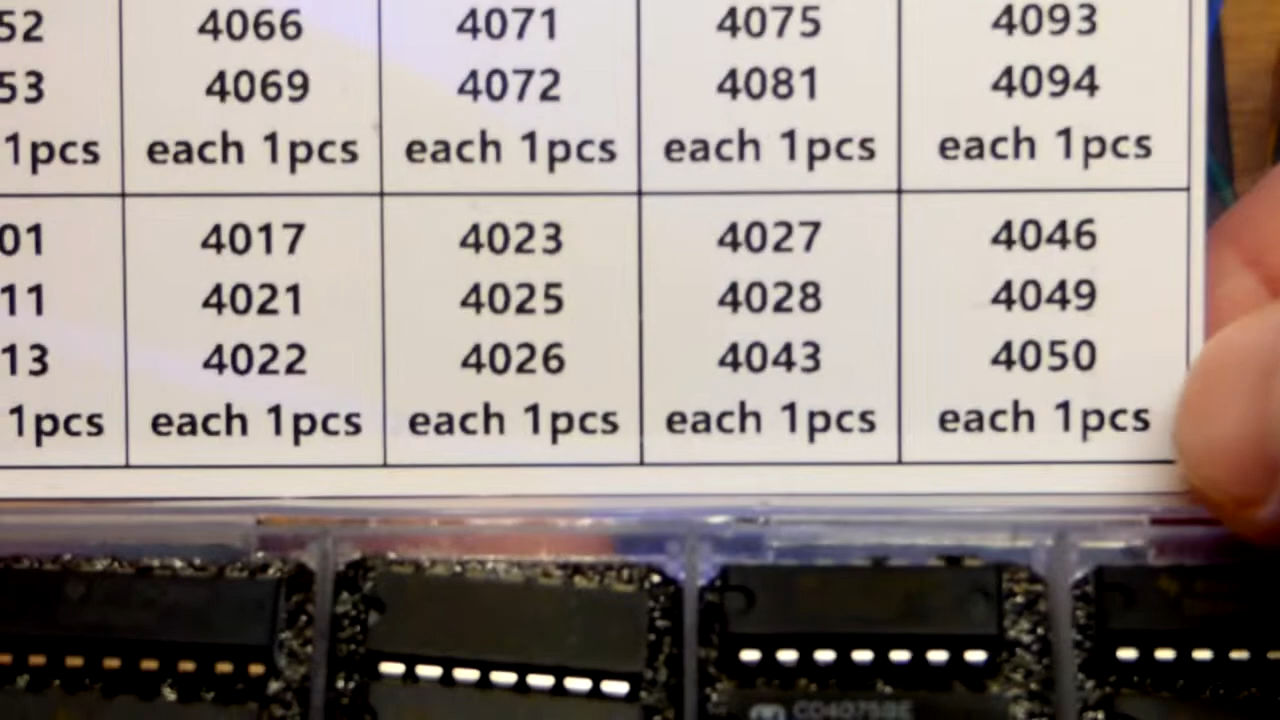 52 4066 4071 4075 4093
53 4069 4072 4081 4094
1pcs each 1pcs each 1pcs each 1pcs each 1pcs
01 4017 4023 4027 4046
11 4021 4025 4028 4049
13 4022 4026 4043 4050
1pcs each 1pcs each 1pcs each 1pcs each 1pcs
CD4075BE